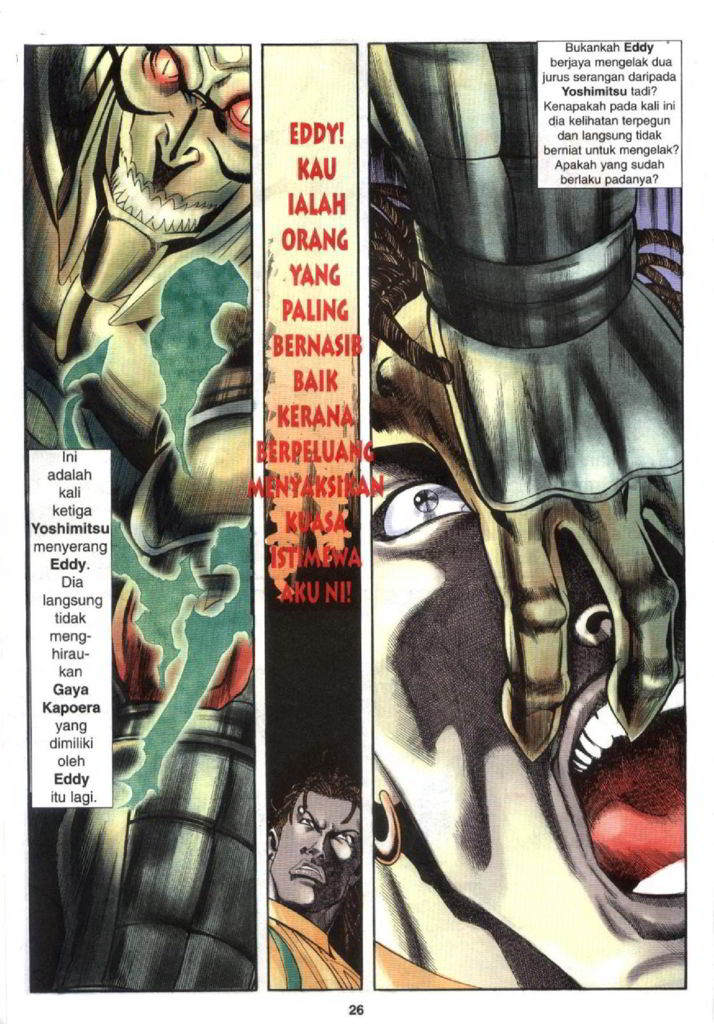 Ini
adalah
kali
ketiga
Yoshimitsu
menyerang
Eddy.
Dia
langsung
tidak
meng-
hirau-
kan
Gaya
Kapoera
yang
dimiliki
oleh
Eddy
itu lagi.
EDDY!
KAU
IALAH
ORANG
YANG
PALING
BERNASIB
BAIK
KERANA
BERPELUANG
MENYAKSIKAN
KUASA
ISTIMEWA
AKU NI!
Bukankah Eddy
berjaya mengelak dua
jurus serangan daripada
Yoshimitsu tadi?
Kenapakah pada kali ini
dia kelihatan terpegun
dan langsung tidak
berniat untuk mengelak?
Apakah yang sudah
berlaku padanya?
26